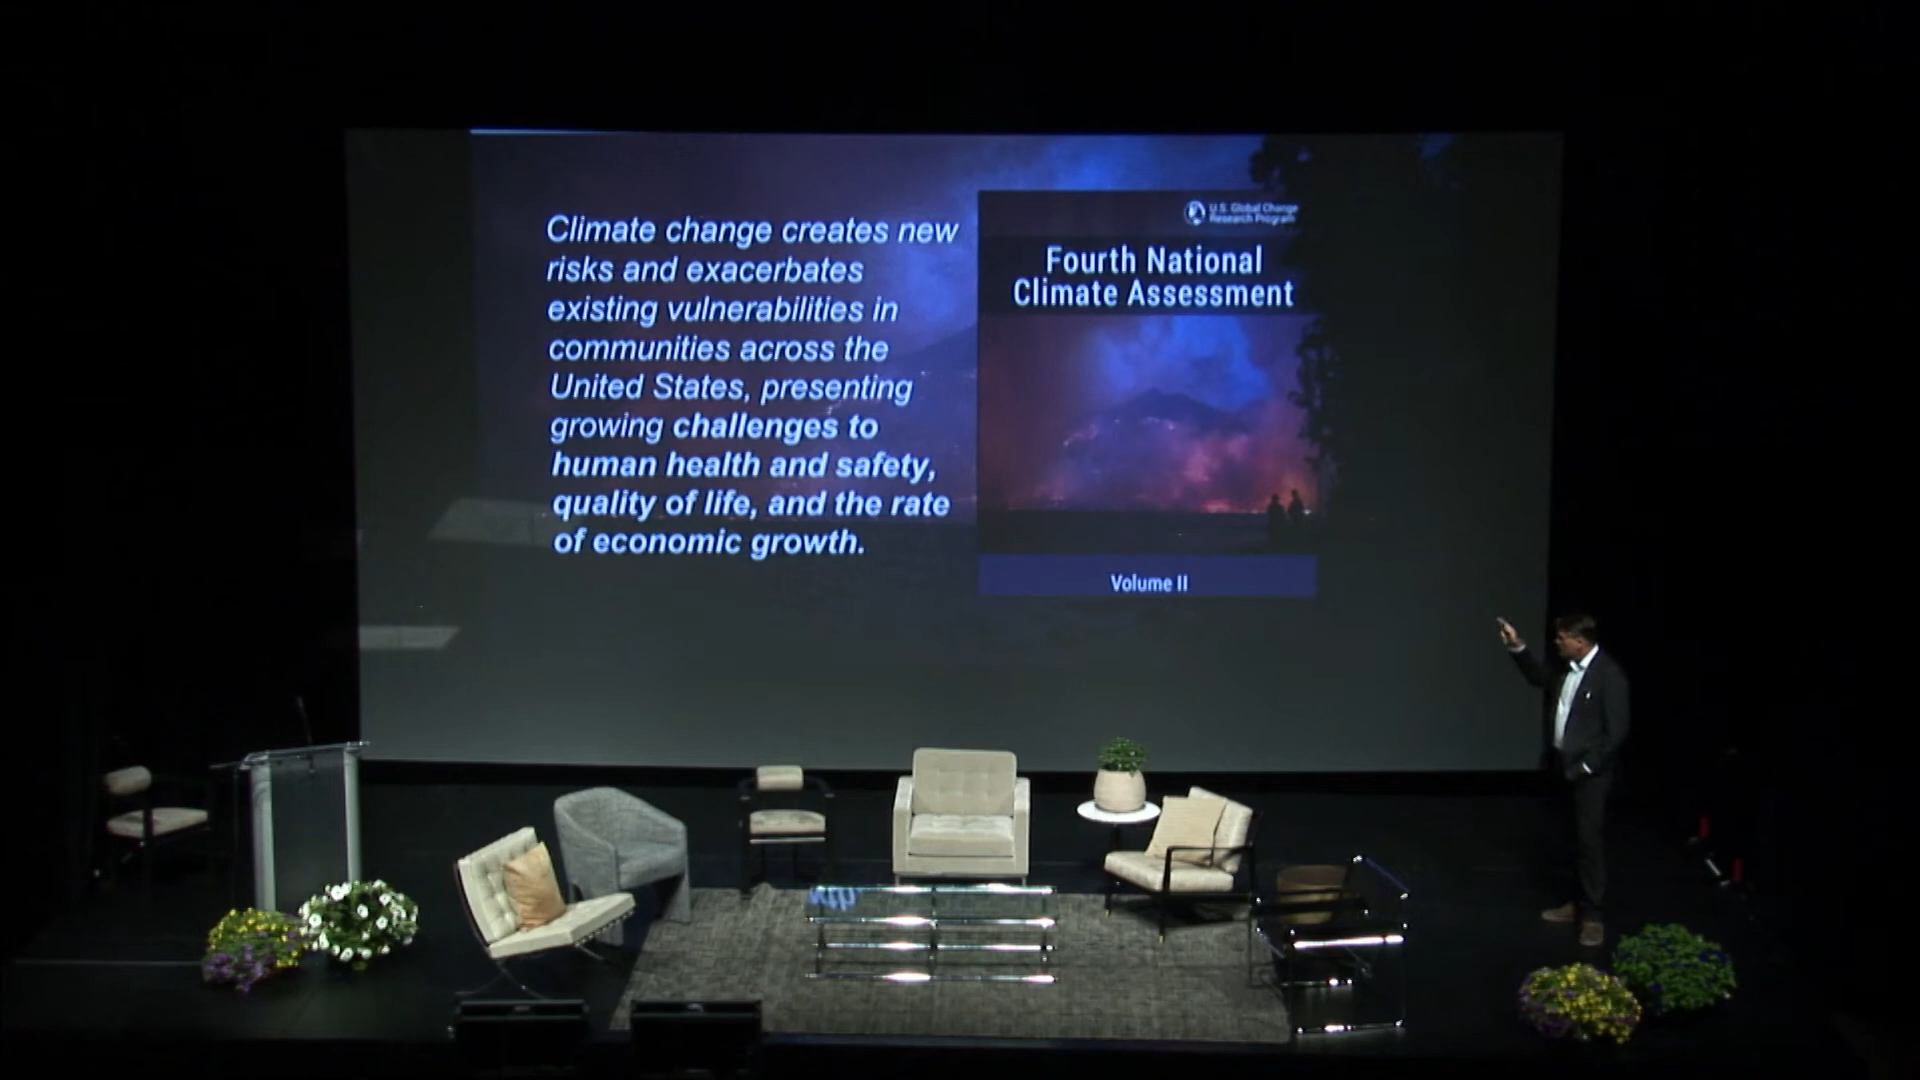 Climate change creates new
risks and exacerbates
existing vulnerabilities in
communities across the
United States, presenting
growing challenges to
human health and safety,
quality of life, and the rate
of economic growth.
U.S. Global Change
Research Program
Fourth National
Climate Assessment
Volume II